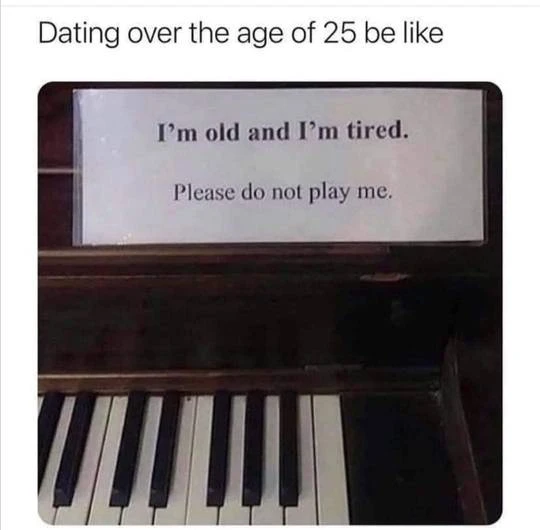 Dating over the age of 25 be like
I'm old and I'm tired.
Please do not play me.